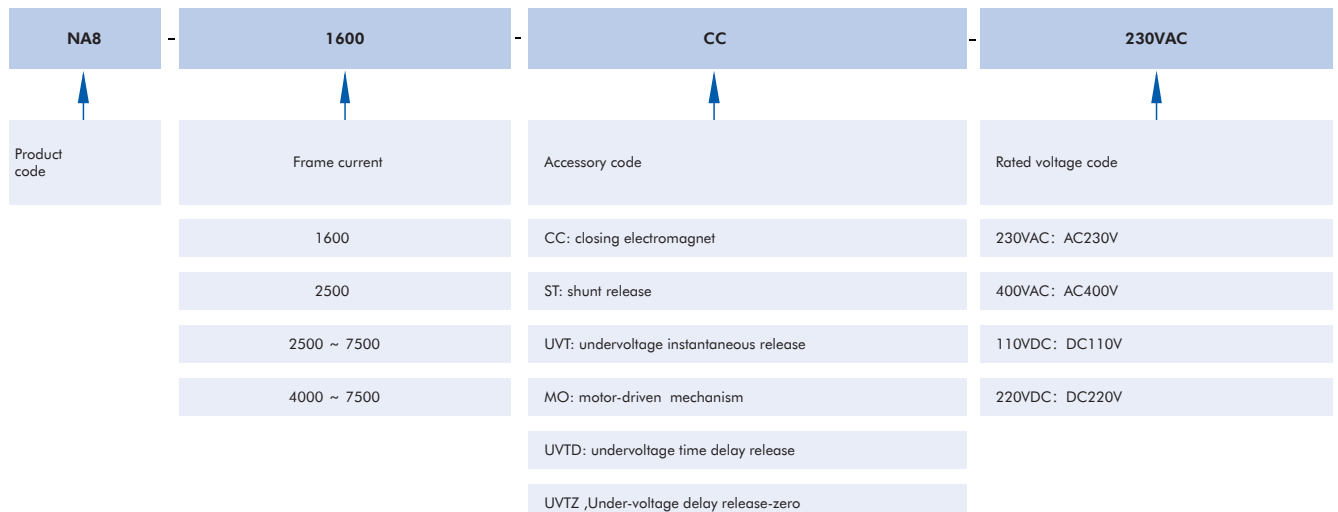 NA8 - 1600 - CC - 230VAC
Product
code
Frame current
Accessory code
Rated voltage code
1600
CC: closing electromagnet
230VAC: AC230V
2500
ST: shunt release
400VAC: AC400V
2500 ~ 7500
UVT: undervoltage instantaneous release
110VDC: DC110V
4000 ~ 7500
MO: motor-driven mechanism
220VDC: DC220V
UVTD: undervoltage time delay release
UVTZ ,Under-voltage delay release-zero